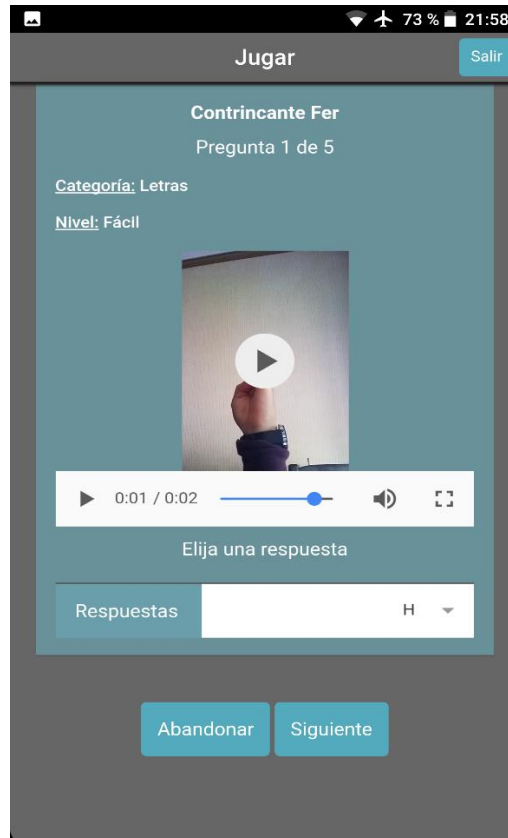 73 % 21:58
Jugar
Salir
Contrincante Fer
Pregunta 1 de 5
Categoría: Letras
Nivel: Fácil
0:01 / 0:02
Elija una respuesta
Respuestas H
Abandonar Siguiente